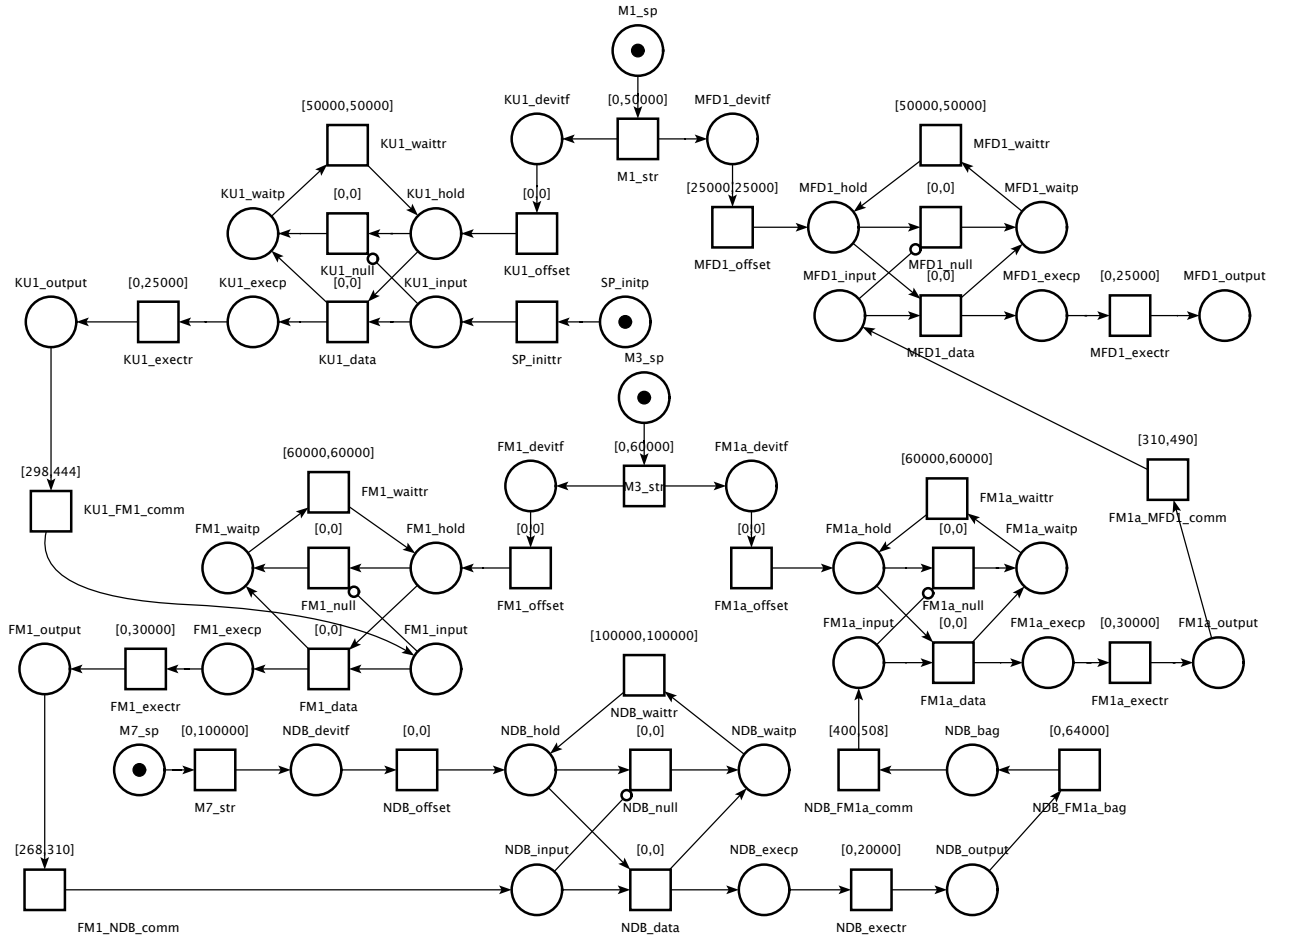 M1_sp
KU1_devitf
[0,50000]
MFD1_devitf
[50000,50000]
[50000,50000]
KU1_waittr
MFD1_waittr
M1_str
KU1_waitp
[0,0]
KU1_hold
[0,0]
[25000,25000]
MFD1_hold
[0,0]
MFD1_waitp
KU1_null
KU1_offset
MFD1_offset
MFD1_null
KU1_output
[0,25000]
KU1_execp
[0,0]
KU1_input
SP_initp
MFD1_input
[0,0]
MFD1_execp
[0,25000]
MFD1_output
KU1_exectr
KU1_data
SP_inittr
M3_sp
MFD1_data
MFD1_exectr
[298,444]
[60000,60000]
FM1_devitf
[0,60000]
FM1a_devitf
[60000,60000]
[310,490]
FM1_waittr
M3_str
FM1a_waittr
KU1_FM1_comm
FM1a_MFD1_comm
FM1_waitp
[0,0]
FM1_hold
[0,0]
[0,0]
FM1a_hold
[0,0]
FM1a_waitp
FM1_null
FM1_offset
FM1a_offset
FM1a_null
FM1_output
[0,30000]
FM1_execp
[0,0]
FM1_input
[100000,100000]
FM1a_input
[0,0]
FM1a_execp
[0,30000]
FM1a_output
FM1_exectr
FM1_data
NDB_waittr
FM1a_data
FM1a_exectr
M7_sp
[0,100000]
NDB_devitf
[0,0]
NDB_hold
[0,0]
NDB_waitp
[400,508]
NDB_bag
[0,64000]
M7_str
NDB_offset
NDB_null
NDB_FM1a_comm
NDB_FM1a_bag
[268,310]
NDB_input
[0,0]
NDB_execp
[0,20000]
NDB_output
FM1_NDB_comm
NDB_data
NDB_exectr